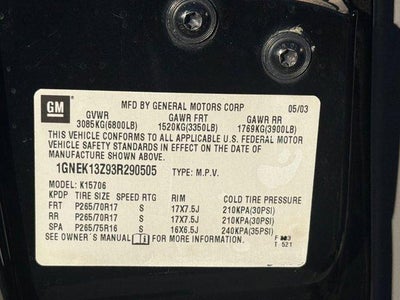 GM
MFD BY GENERAL MOTORS CORP 05/03
GVWR GAWR FRT GAWR RR
3085KG(6800LB) 1520KG(3350LB) 1769KG(3900LB)
THIS VEHICLE CONFORMS TO ALL APPLICABLE U.S. FEDERAL MOTOR
VEHICLE SAFETY STANDARDS IN EFFECT ON THE DATE
OF MANUFACTURE SHOWN ABOVE.
1GNEK13Z93R290505 TYPE: M.P.V.
MODEL: K15706
KPDP TIRE SIZE SPEED RTG RIM COLD TIRE PRESSURE
FRT P265/70R17 S 17X7.5J 210KPA(30PSI)
RR P265/70R17 S 17X7.5J 210KPA(30PSI)
SPA P265/75R16 S 16X6.5J 240KPA(35PSI)
SEE OWNER'S MANUAL i FOR MORE INFORMATION. F
T 521